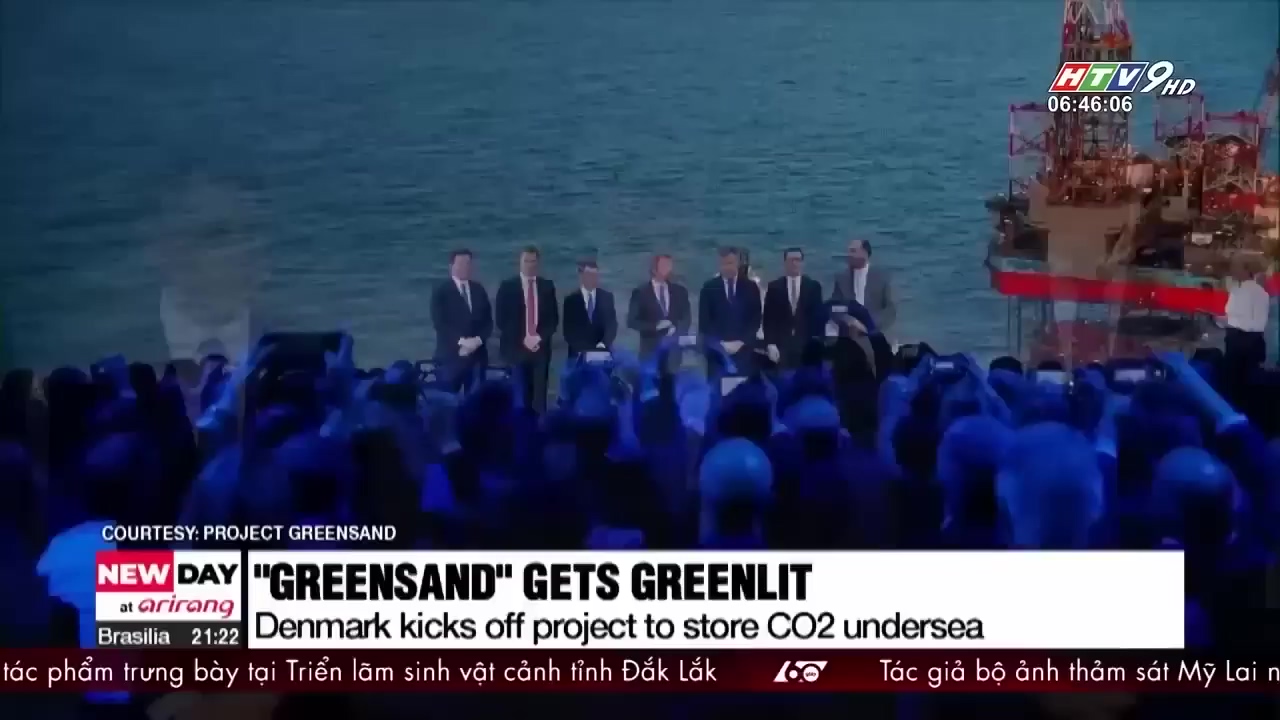 HTV9HD
06:46:06
COURTESY: PROJECT GREENSAND
NEW DAY
at arirang
Brasilia 21:22
"GREENSAND" GETS GREENLIT
Denmark kicks off project to store CO2 undersea
tác phẩm trưng bày tại Triển lãm sinh vật cảnh tỉnh Đắk Lắk
Tác giả bộ ảnh thảm sát Mỹ Lai n